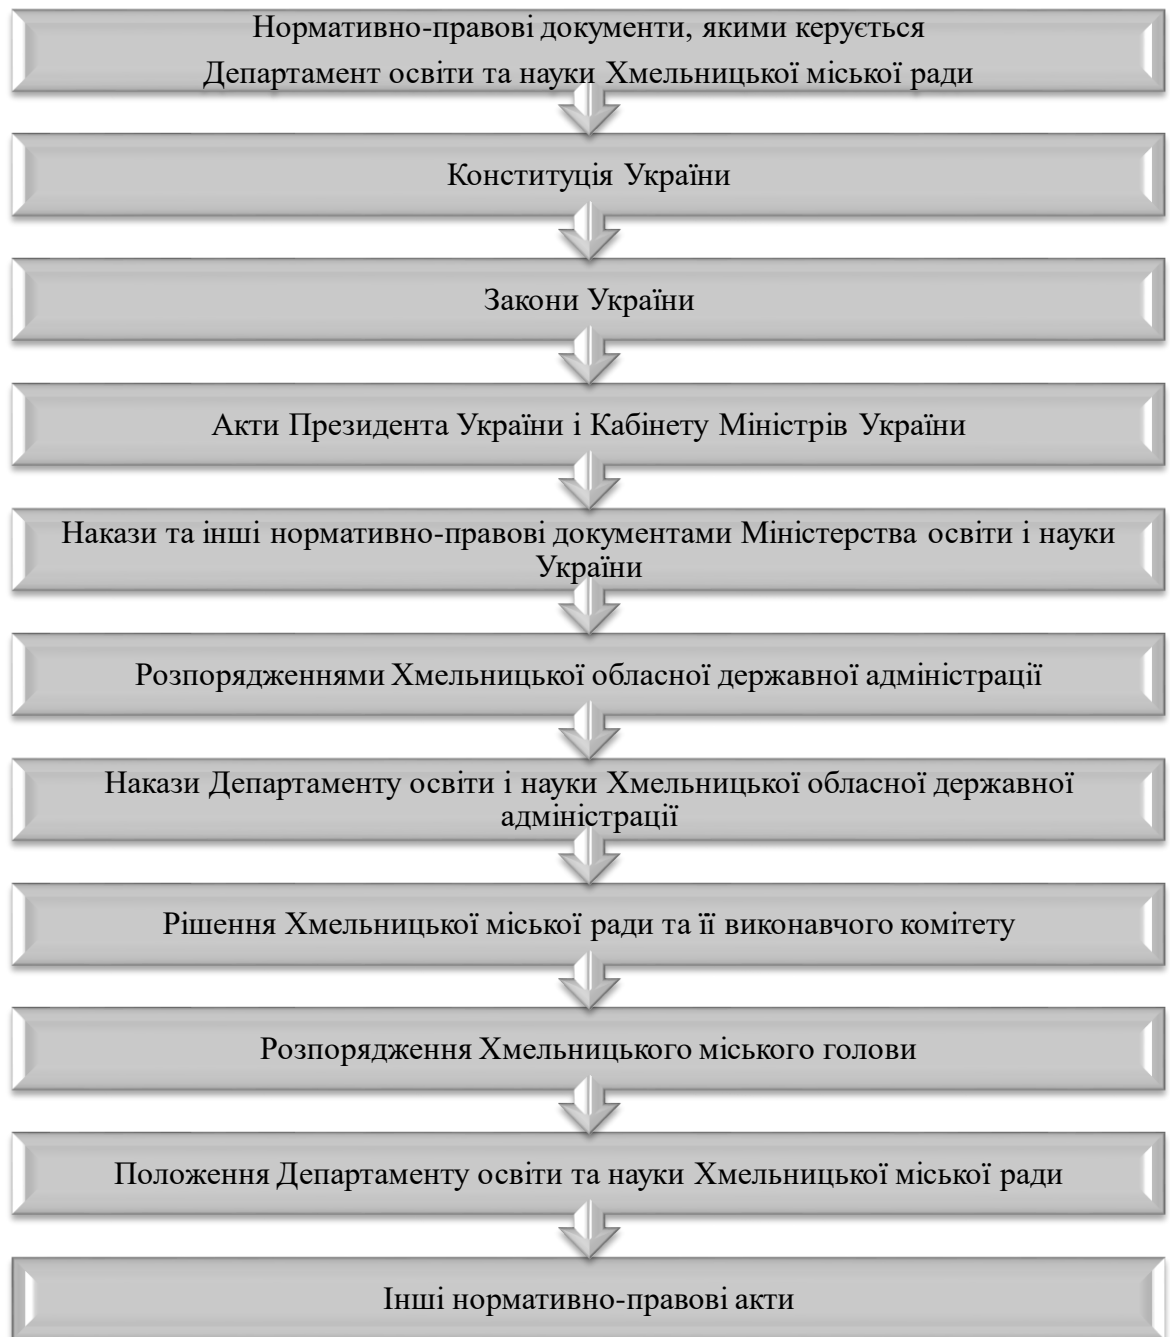 Нормативно-правові документи, якими керується
Департамент освіти та науки Хмельницької міської ради
Конституція України
Закони України
Акти Президента України і Кабінету Міністрів України
Накази та інші нормативно-правові документами Міністерства освіти і науки
України
Розпорядженнями Хмельницької обласної державної адміністрації
Накази Департаменту освіти і науки Хмельницької обласної державної
адміністрації
Рішення Хмельницької міської ради та її виконавчого комітету
Розпорядження Хмельницького міського голови
Положення Департаменту освіти та науки Хмельницької міської ради
Інші нормативно-правові акти